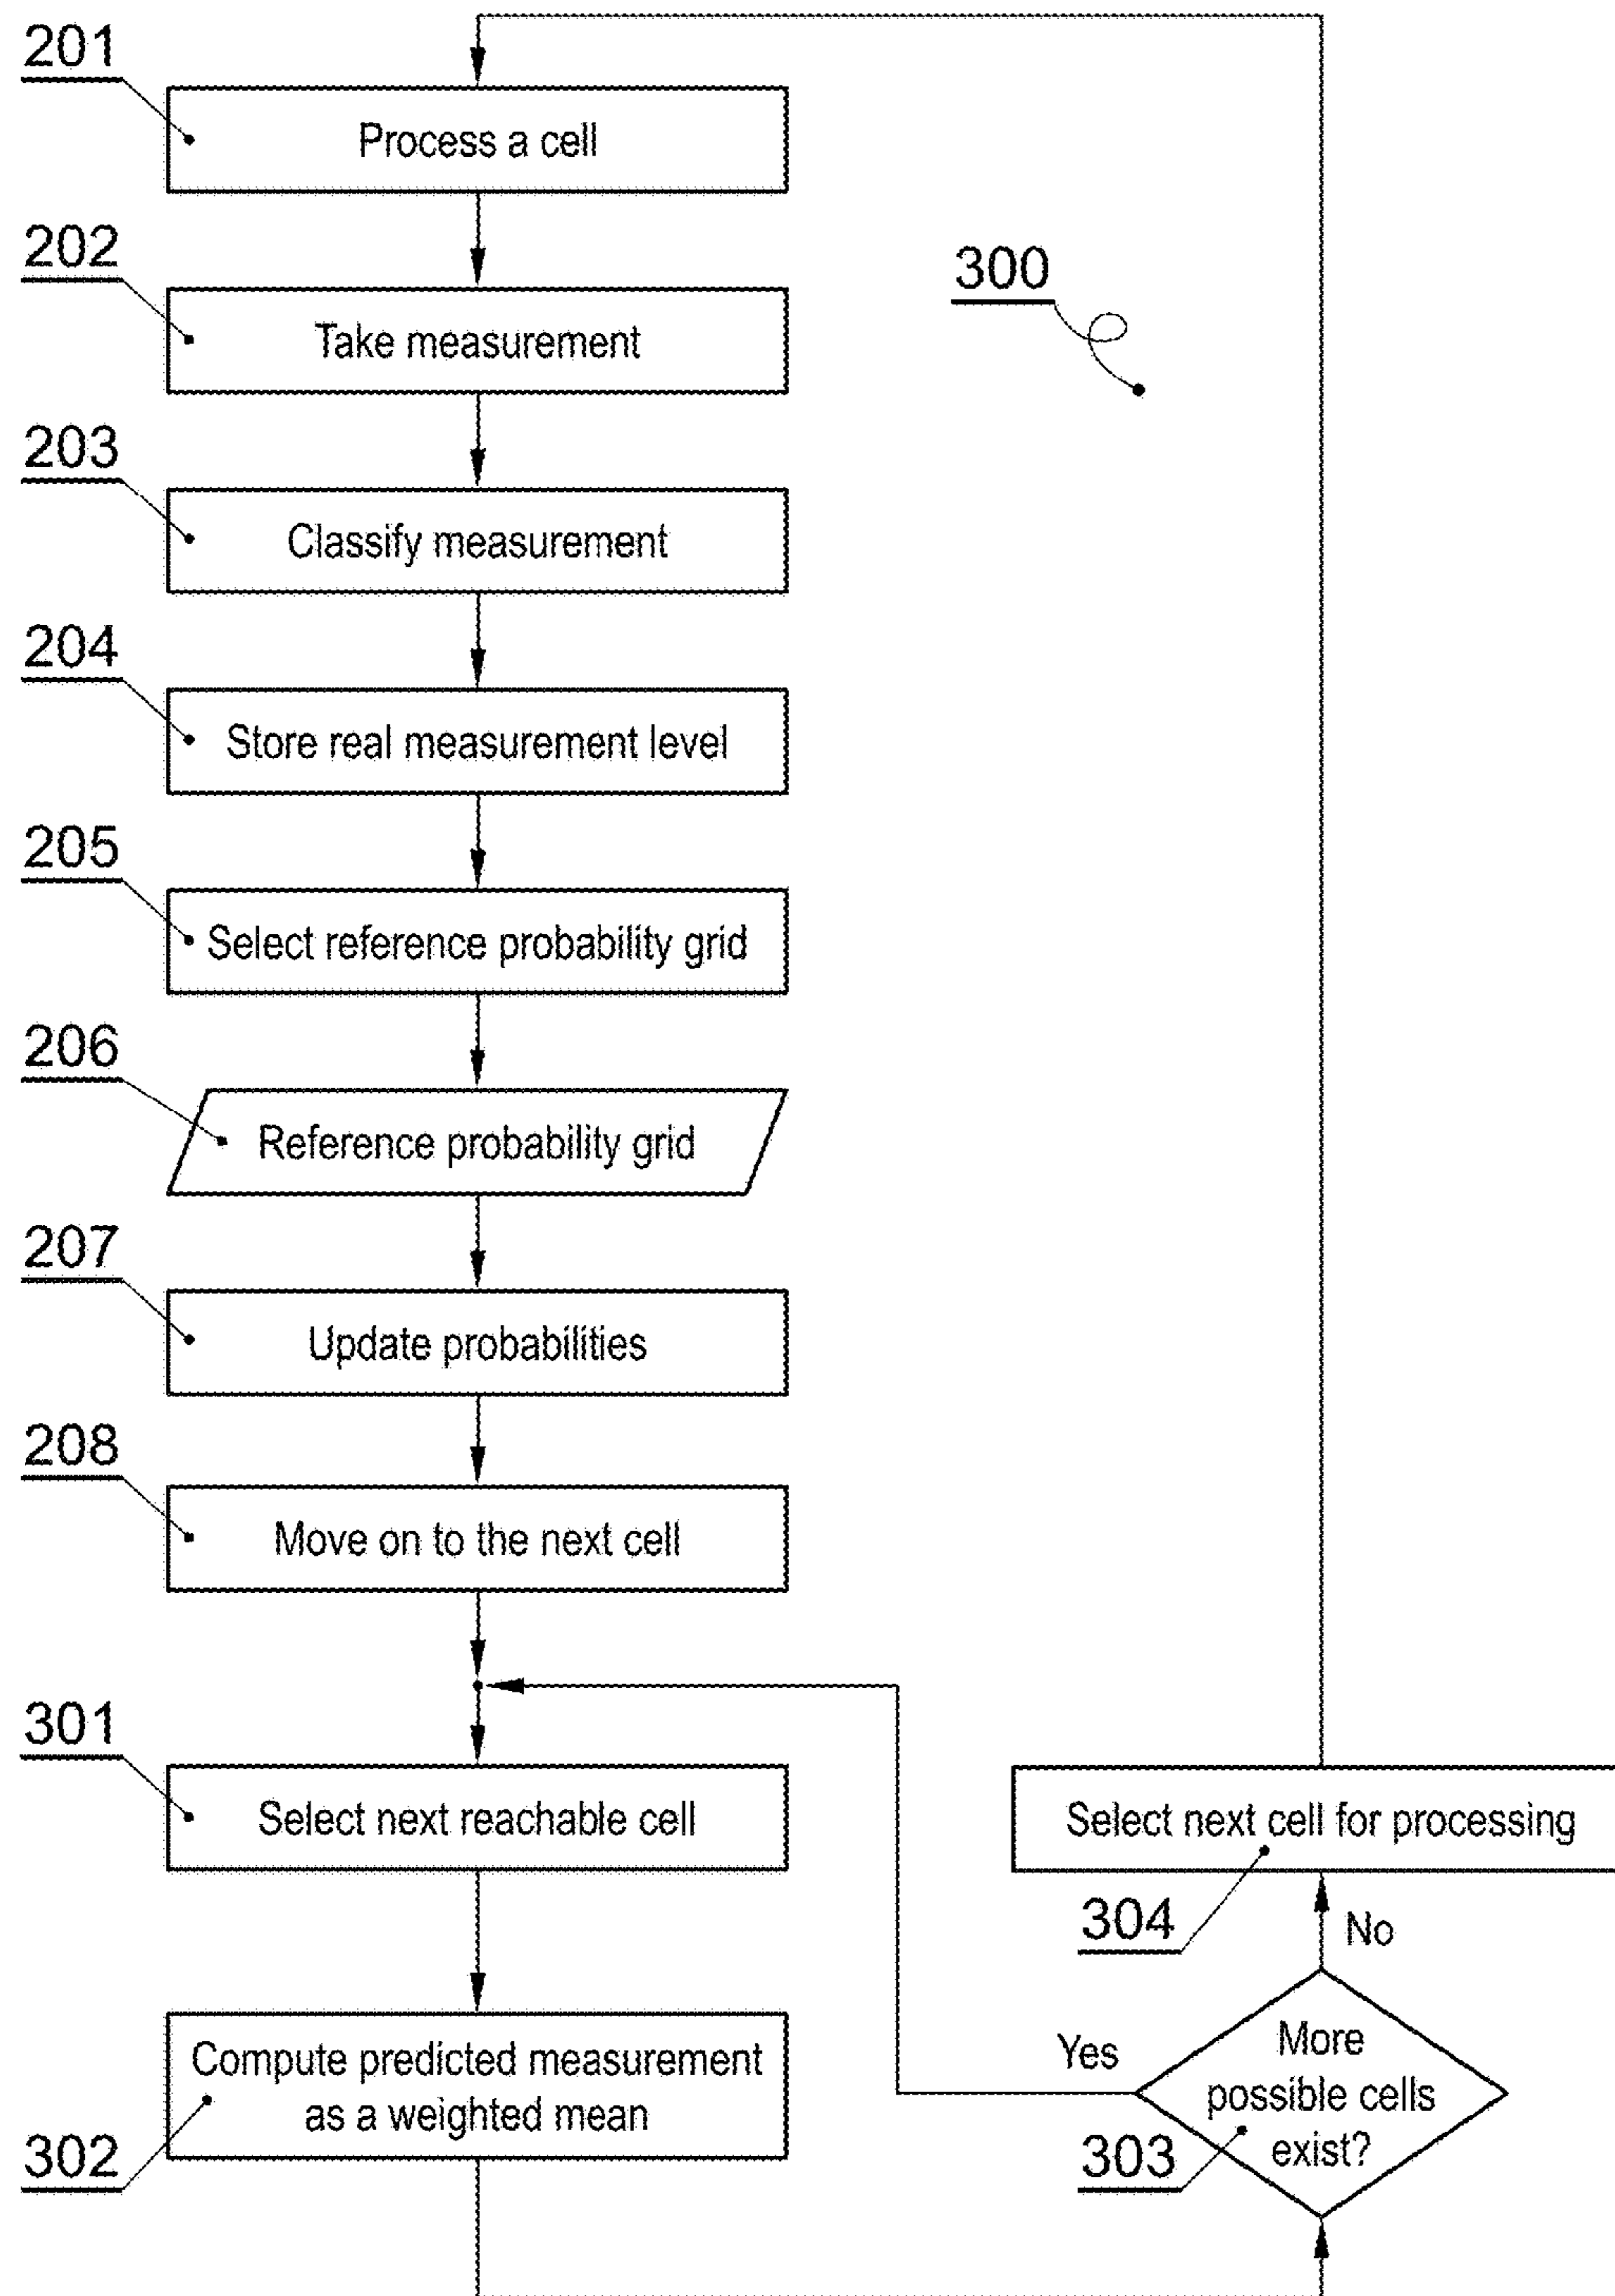 201
Process a cell
202
Take measurement
300
203
Classify measurement
204
Store real measurement level
205
Select reference probability grid
206
Reference probability grid
207
Update probabilities
208
Move on to the next cell
301
Select next reachable cell
Select next cell for processing
304
No
302
Compute predicted measurement
as a weighted mean
Yes
More
possible cells
exist?
303